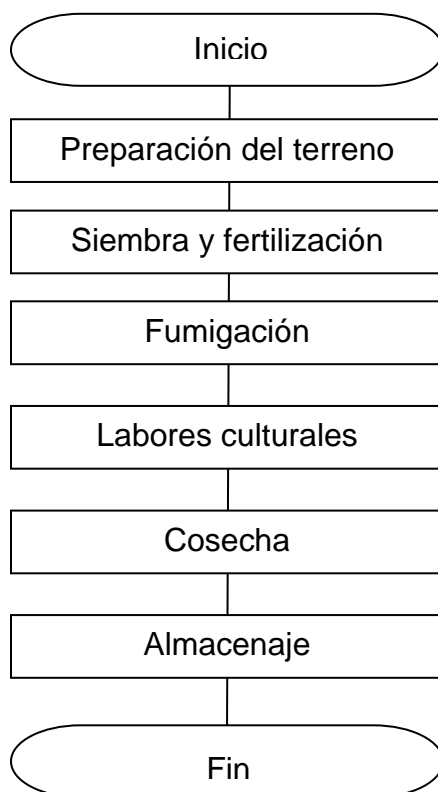 Inicio
Preparación del terreno
Siembra y fertilización
Fumigación
Labores culturales
Cosecha
Almacenaje
Fin